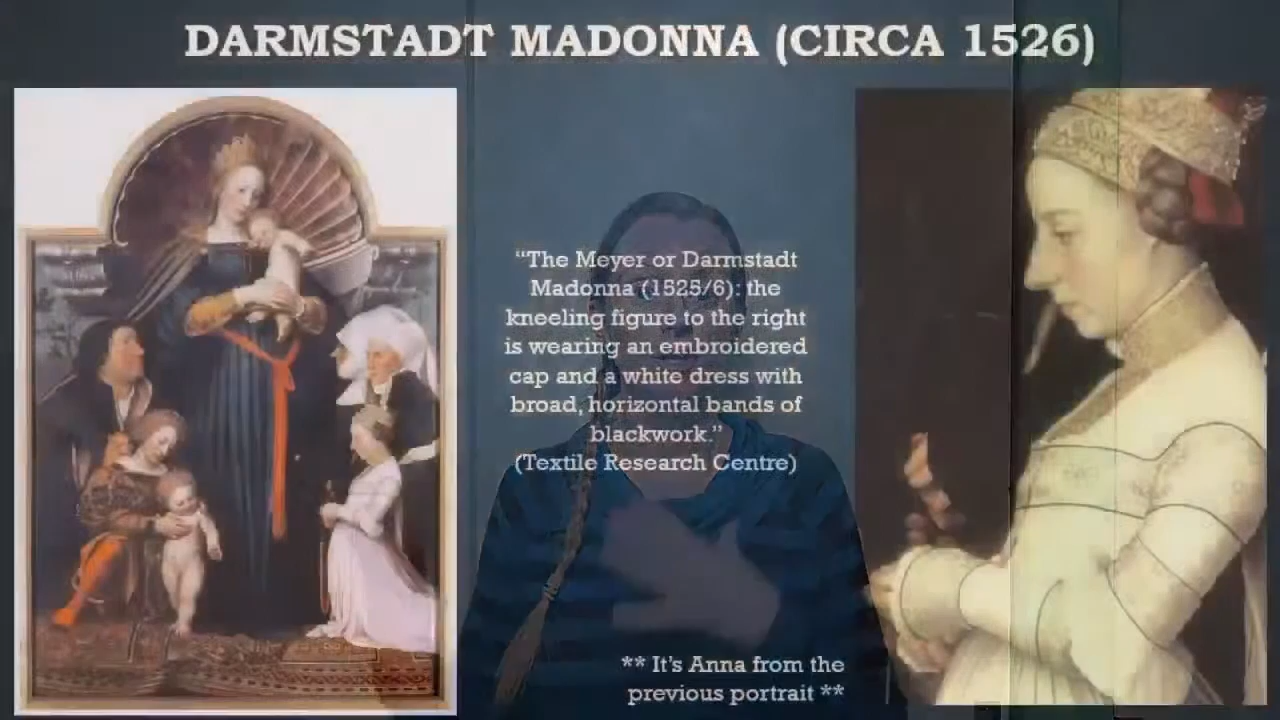 DARMSTADT MADONNA (CIRCA 1526)
“The Meyer or Darmstadt
Madonna (1525/6): the
kneeling figure to the right
is wearing an embroidered
cap and a white dress with
broad, horizontal bands of
blackwork.”
(Textile Research Centre)
** It’s Anna from the
previous portrait **